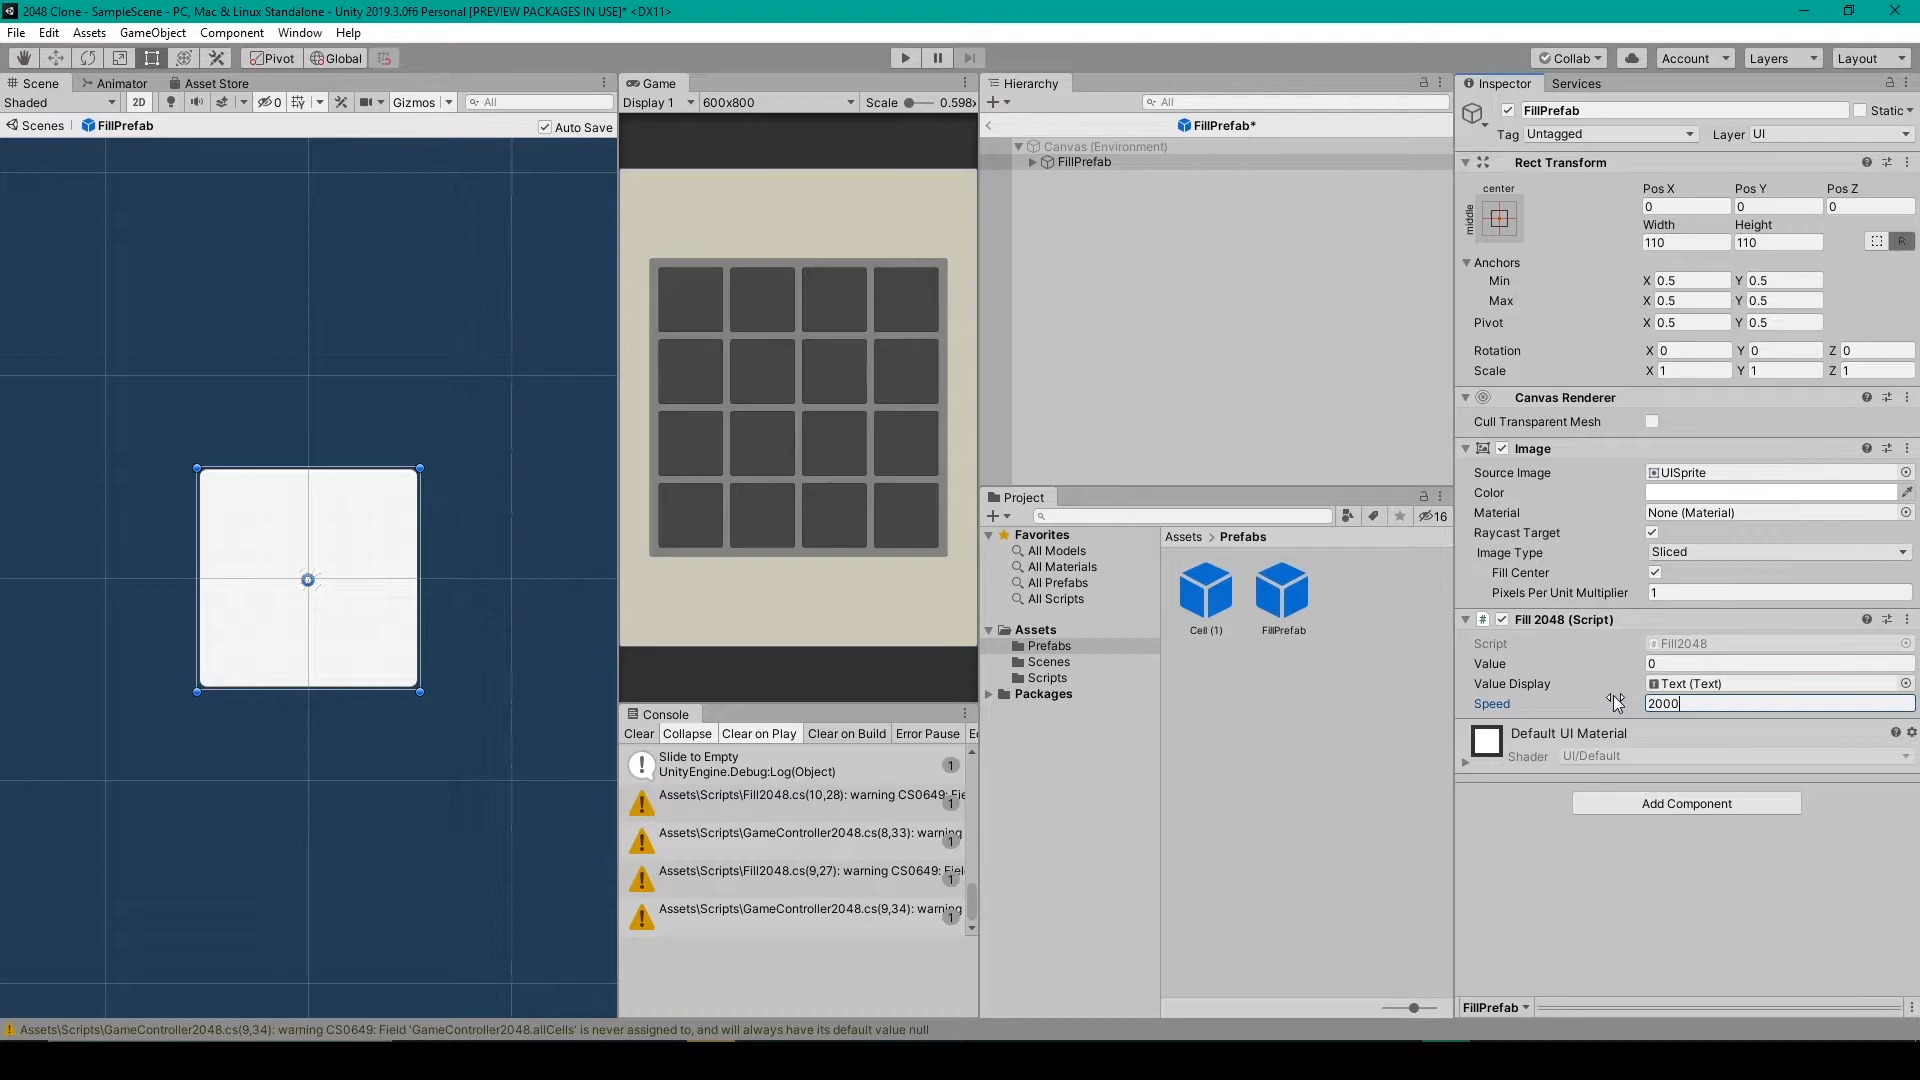 2048 Clone - SampleScene - PC, Mac & Linux Standalone - Unity 2019.3.0f6 Personal [PREVIEW PACKAGES IN USE]* <DX11>
File Edit Assets GameObject Component Window Help
Pivot Global Collab Account Layers Layout
Scene Animator Asset Store
Shaded 2D 0 Gizmos All
Scenes FillPrefab Auto Save
Game
Display 1 600x800 Scale 0.598x
Hierarchy
All
FillPrefab*
Canvas (Environment)
FillPrefab
Project
16
Favorites
All Models
All Materials
All Prefabs
All Scripts
Assets
Prefabs
Scenes
Scripts
Packages
Assets > Prefabs
Cell (1) FillPrefab
Console
Clear Collapse Clear on Play Clear on Build Error Pause
Slide to Empty
UnityEngine.Debug:Log(Object)
1
Assets\Scripts\Fill2048.cs(10,28): warning CS0649: Fie
1
Assets\Scripts\GameController2048.cs(8,33): warning
1
Assets\Scripts\Fill2048.cs(9,27): warning CS0649: Fiel
1
Assets\Scripts\GameController2048.cs(9,34): warning
1
Inspector Services
FillPrefab Static
Tag Untagged Layer UI
Rect Transform
center
middle
Pos X Pos Y Pos Z
0 0 0
Width Height
110 110
R
Anchors
Min X 0.5 Y 0.5
Max X 0.5 Y 0.5
Pivot X 0.5 Y 0.5
Rotation X 0 Y 0 Z 0
Scale X 1 Y 1 Z 1
Canvas Renderer
Cull Transparent Mesh
Image
Source Image UISprite
Color
Material None (Material)
Raycast Target
Image Type Sliced
Fill Center
Pixels Per Unit Multiplier 1
# Fill 2048 (Script)
Script Fill2048
Value 0
Value Display Text (Text)
Speed 2000
Default UI Material
Shader UI/Default
Add Component
FillPrefab
Assets\Scripts\GameController2048.cs(9,34): warning CS0649: Field 'GameController2048.allCells' is never assigned to, and will always have its default value null